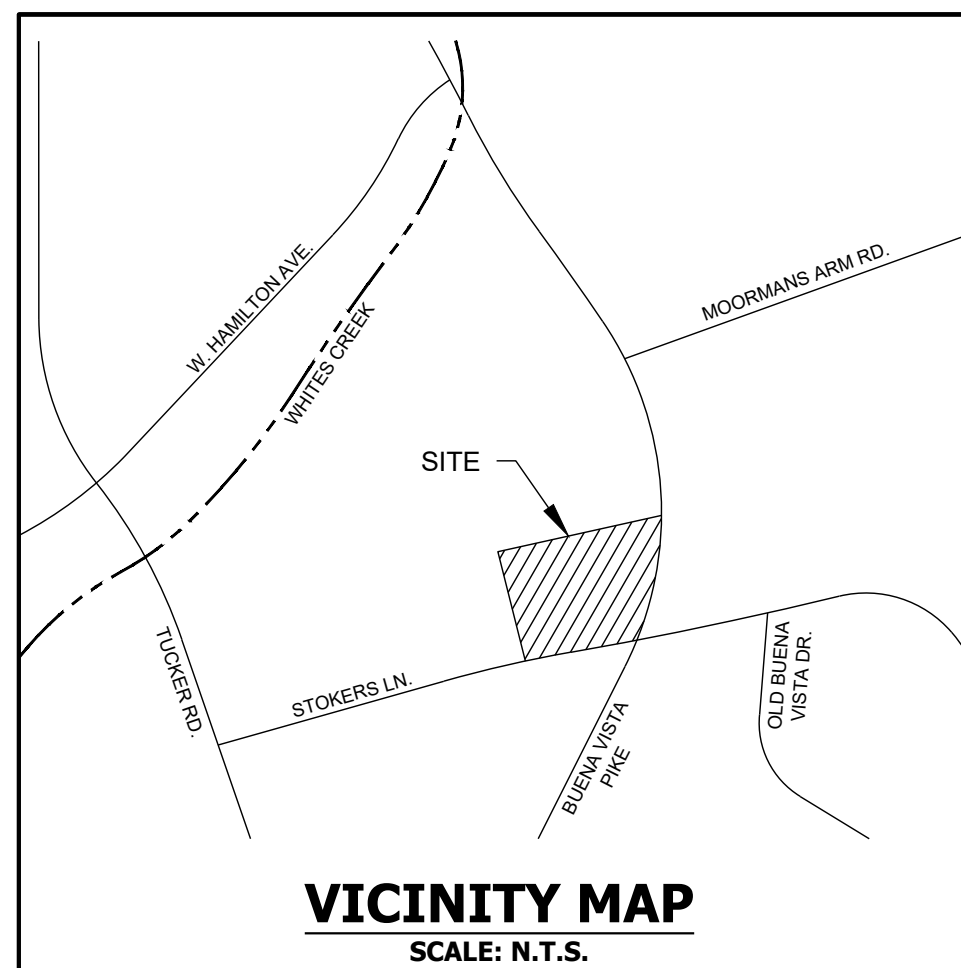 W. HAMILTON AVE.
MOORMANS ARM RD.
WHITES CREEK
SITE
TUCKER RD.
STOKERS LN.
OLD BUENA
VISTA DR.
BUENA VISTA
PIKE
VICINITY MAP
SCALE: N.T.S.